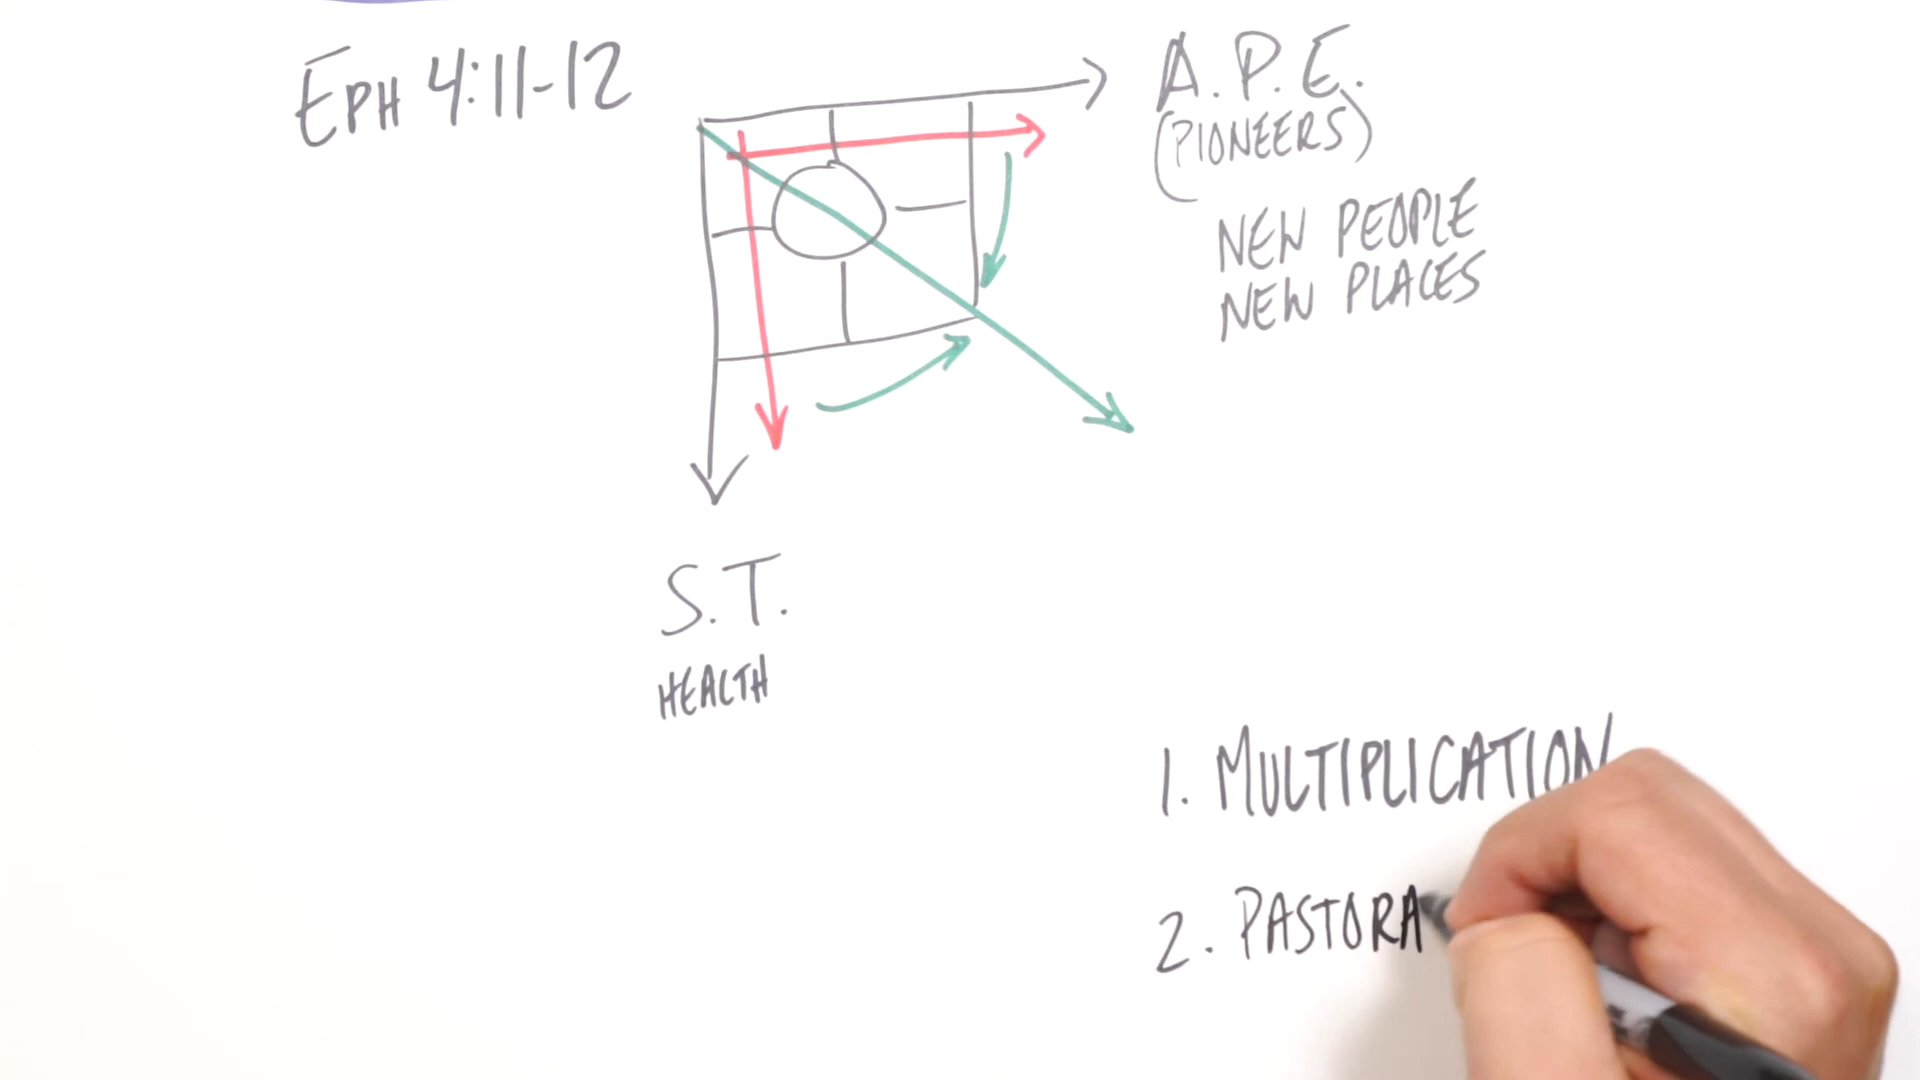 EPH 4:11-12
A.P.E.
(PIONEERS)
NEW PEOPLE
NEW PLACES
S.T.
HEALTH
1. MULTIPLICATION
2. PASTORA